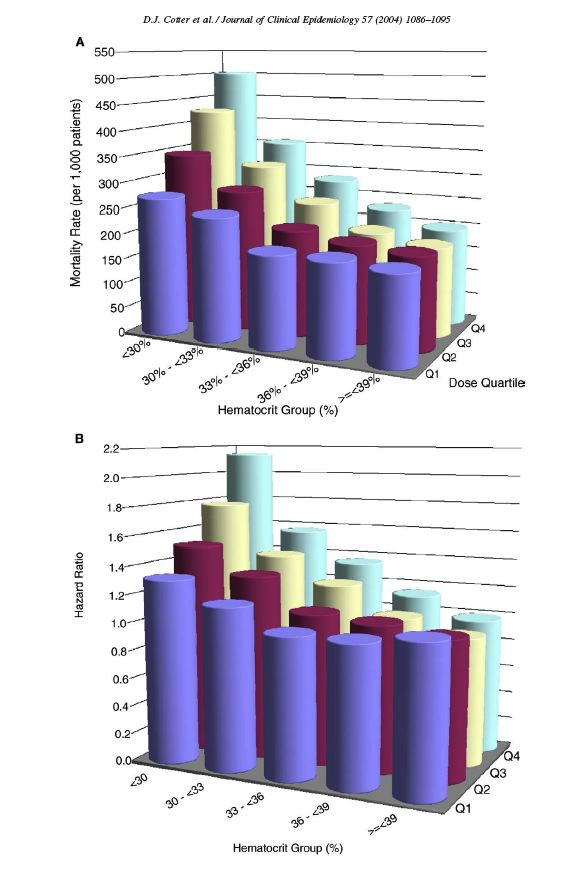 D.J. Cotter et al. / Journal of Clinical Epidemiology 57 (2004) 1086–1095
A
550
500
450
400
350
300
250
200
150
100
50
0
Mortality Rate (per 1,000 patients)
<30%
30% - <33%
33% - <36%
36% - <39%
>=<39%
Q4
Q3
Q2
Q1
Dose Quartile
Hematocrit Group (%)
B
2.2
2.0
1.8
1.6
1.4
1.2
1.0
0.8
0.6
0.4
0.2
0.0
Hazard Ratio
<30
30 - <33
33 - <36
36 - <39
>=<39
Q4
Q3
Q2
Q1
Hematocrit Group (%)